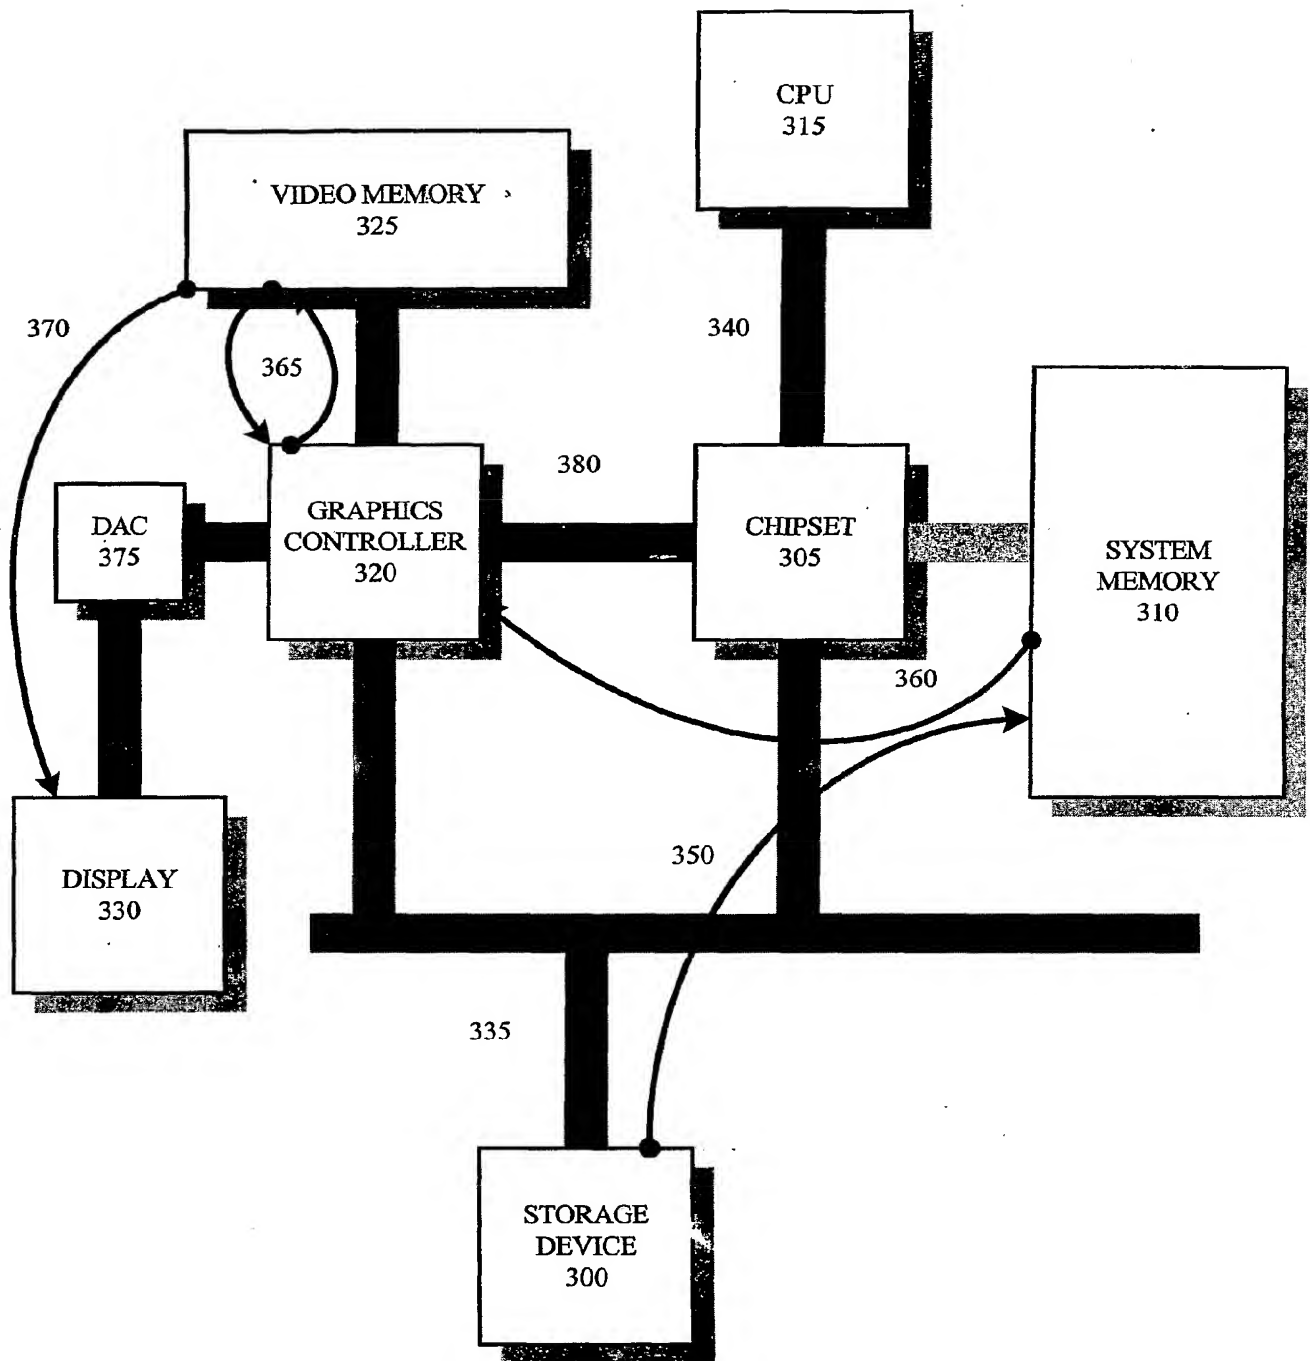 CPU
315
VIDEO MEMORY
325
370
340
365
380
GRAPHICS
CONTROLLER
320
DAC
375
CHIPSET
305
SYSTEM
MEMORY
310
360
350
DISPLAY
330
335
STORAGE
DEVICE
300